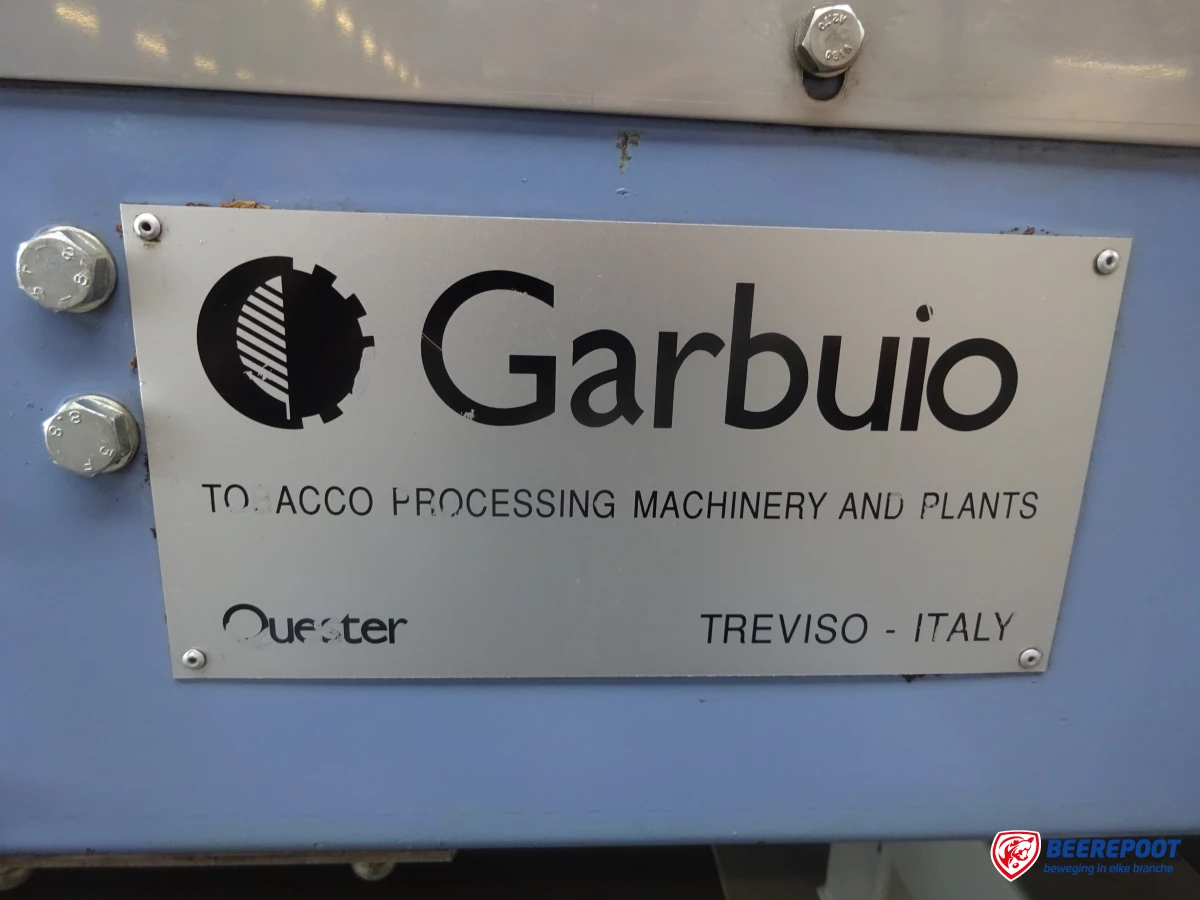 Garbuio
TOBACCO PROCESSING MACHINERY AND PLANTS
Quester
TREVISO - ITALY
BEEREPOOT
beweging in elke branche